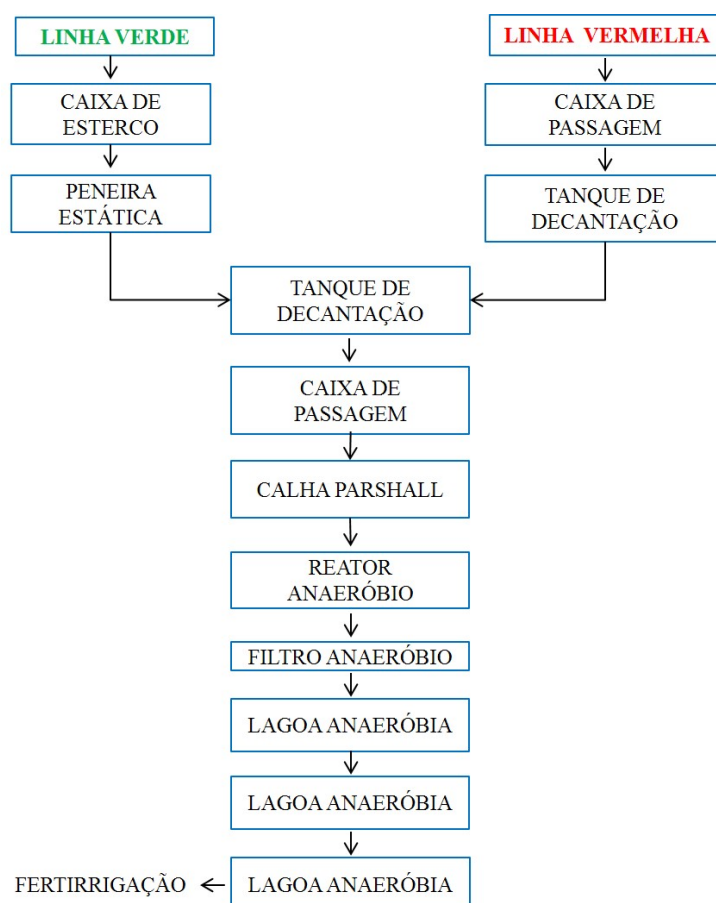 LINHA VERDE
LINHA VERMELHA
CAIXA DE
ESTERCO
CAIXA DE
PASSAGEM
PENEIRA
ESTÁTICA
TANQUE DE
DECANTAÇÃO
TANQUE DE
DECANTAÇÃO
CAIXA DE
PASSAGEM
CALHA PARSHALL
REATOR
ANAERÓBIO
FILTRO ANAERÓBIO
LAGOA ANAERÓBIA
LAGOA ANAERÓBIA
FERTIRRIGAÇÃO
LAGOA ANAERÓBIA